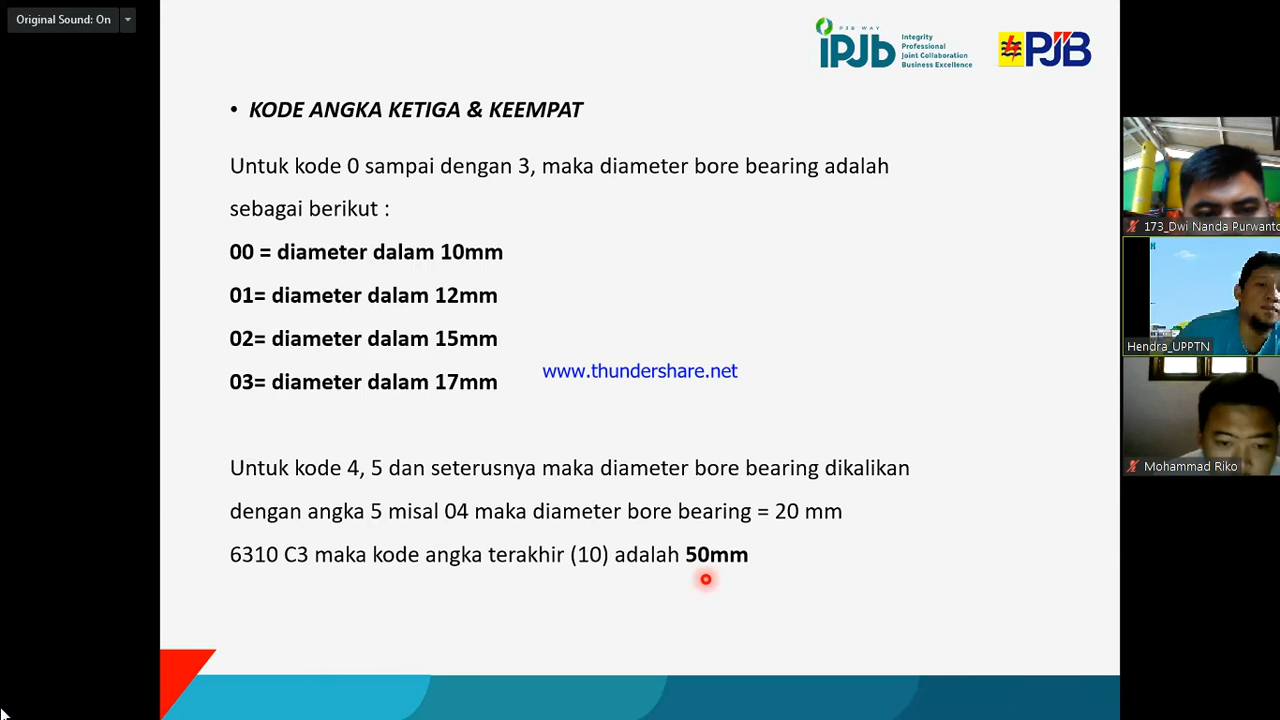 Original Sound: On
PJB WAY
iPJb
Integrity
Professional
Joint Collaboration
Business Excellence
PJB
• KODE ANGKA KETIGA & KEEMPAT
Untuk kode 0 sampai dengan 3, maka diameter bore bearing adalah
sebagai berikut :
00 = diameter dalam 10mm
01= diameter dalam 12mm
02= diameter dalam 15mm
03= diameter dalam 17mm
www.thundershare.net
Untuk kode 4, 5 dan seterusnya maka diameter bore bearing dikalikan
dengan angka 5 misal 04 maka diameter bore bearing = 20 mm
6310 C3 maka kode angka terakhir (10) adalah 50mm
173_Dwi Nanda Purwanto
Hendra_UPPTN
Mohammad Riko